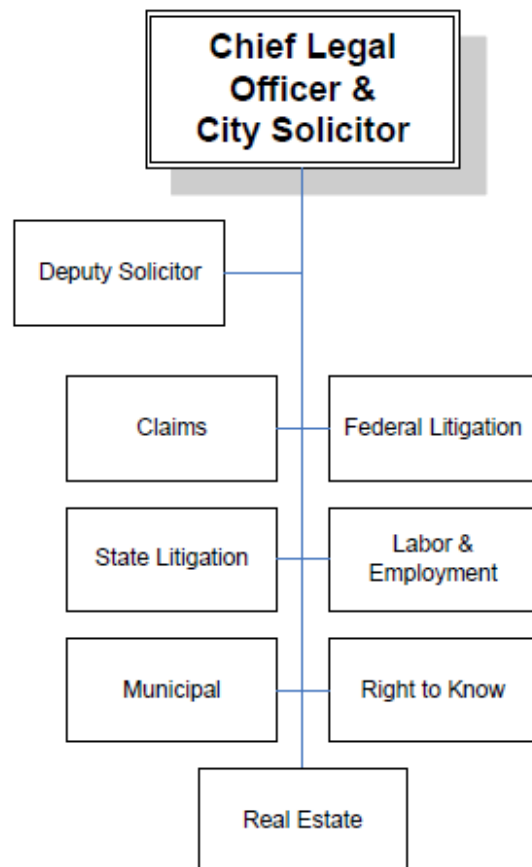 Chief Legal
Officer &
City Solicitor
Deputy Solicitor
Claims
Federal Litigation
State Litigation
Labor &
Employment
Municipal
Right to Know
Real Estate